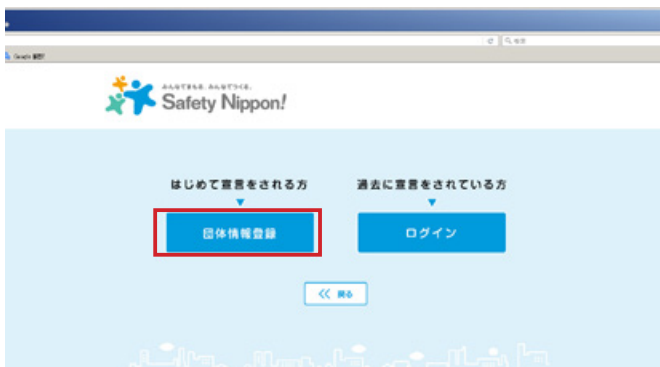 検索
みんなでまもる。みんなでつくる。
Safety Nippon!
はじめて宣言をされる方
過去に宣言をされている方
団体情報登録
ログイン
戻る